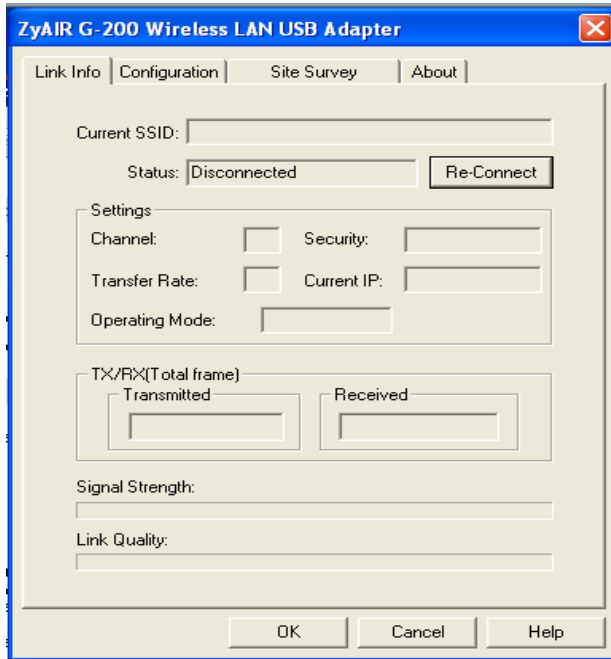 ZyAIR G-200 Wireless LAN USB Adapter
Link Info Configuration Site Survey About
Current SSID:
Status: Disconnected Re-Connect
Settings
Channel: Security:
Transfer Rate: Current IP:
Operating Mode:
TX/RX(Total frame)
Transmitted Received
Signal Strength:
Link Quality:
OK Cancel Help